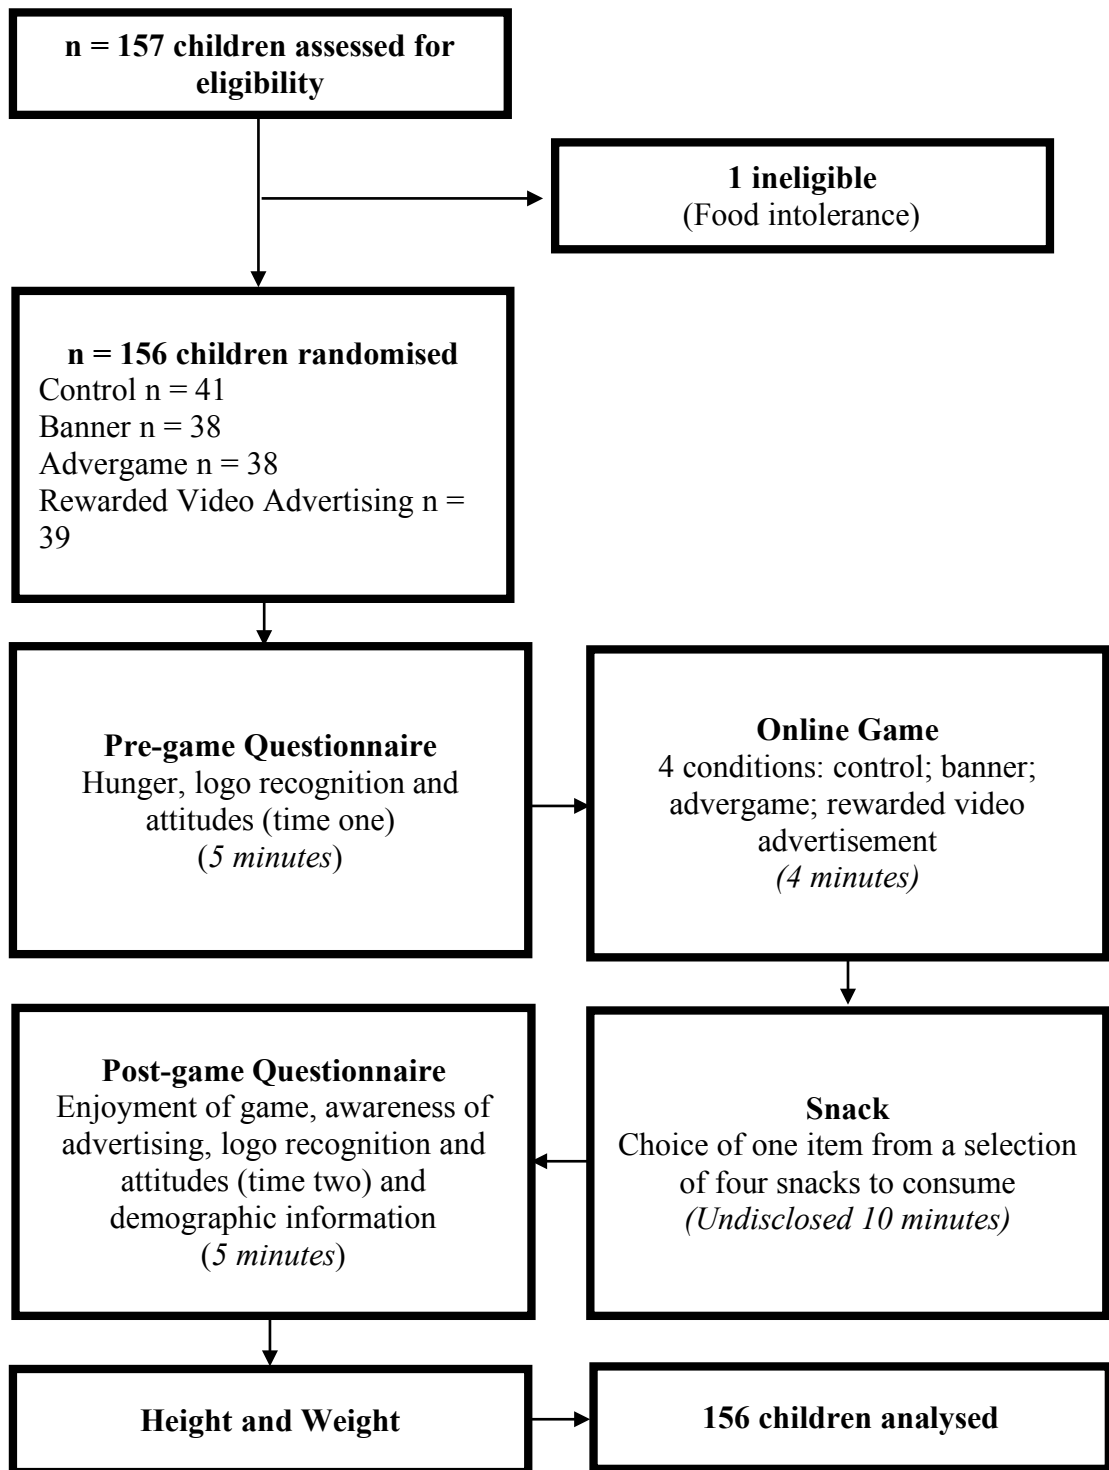 n = 157 children assessed for
eligibility
1 ineligible
(Food intolerance)
n = 156 children randomised
Control n = 41
Banner n = 38
Advergame n = 38
Rewarded Video Advertising n =
39
Pre-game Questionnaire
Hunger, logo recognition and
attitudes (time one)
(5 minutes)
Online Game
4 conditions: control; banner;
advergame; rewarded video
advertisement
(4 minutes)
Snack
Choice of one item from a selection
of four snacks to consume
(Undisclosed 10 minutes)
Post-game Questionnaire
Enjoyment of game, awareness of
advertising, logo recognition and
attitudes (time two) and
demographic information
(5 minutes)
Height and Weight
156 children analysed